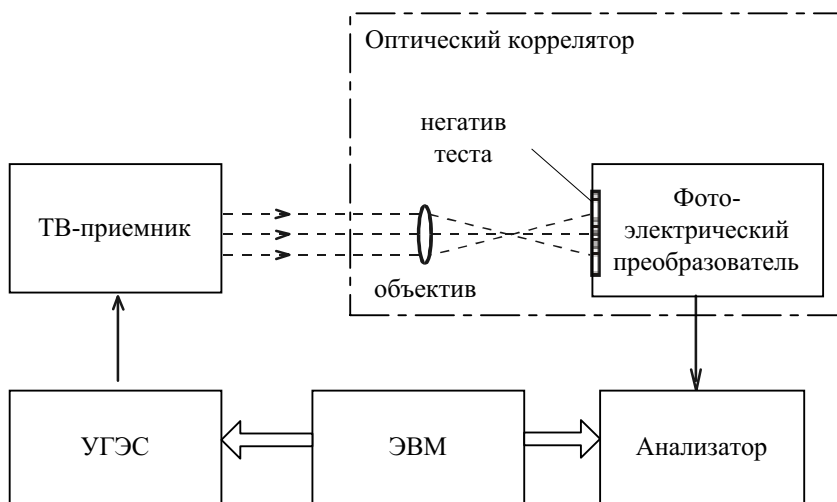 Оптический коррелятор
негатив
теста
ТВ-приемник
Фото-
электрический
преобразователь
объектив
УГЭС
ЭВМ
Анализатор